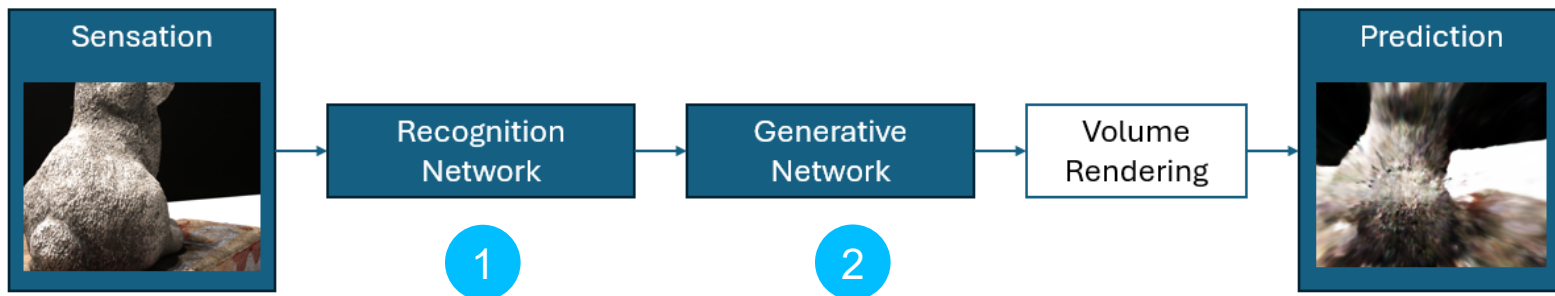 Sensation
Recognition
Network
Generative
Network
Volume
Rendering
Prediction
1
2